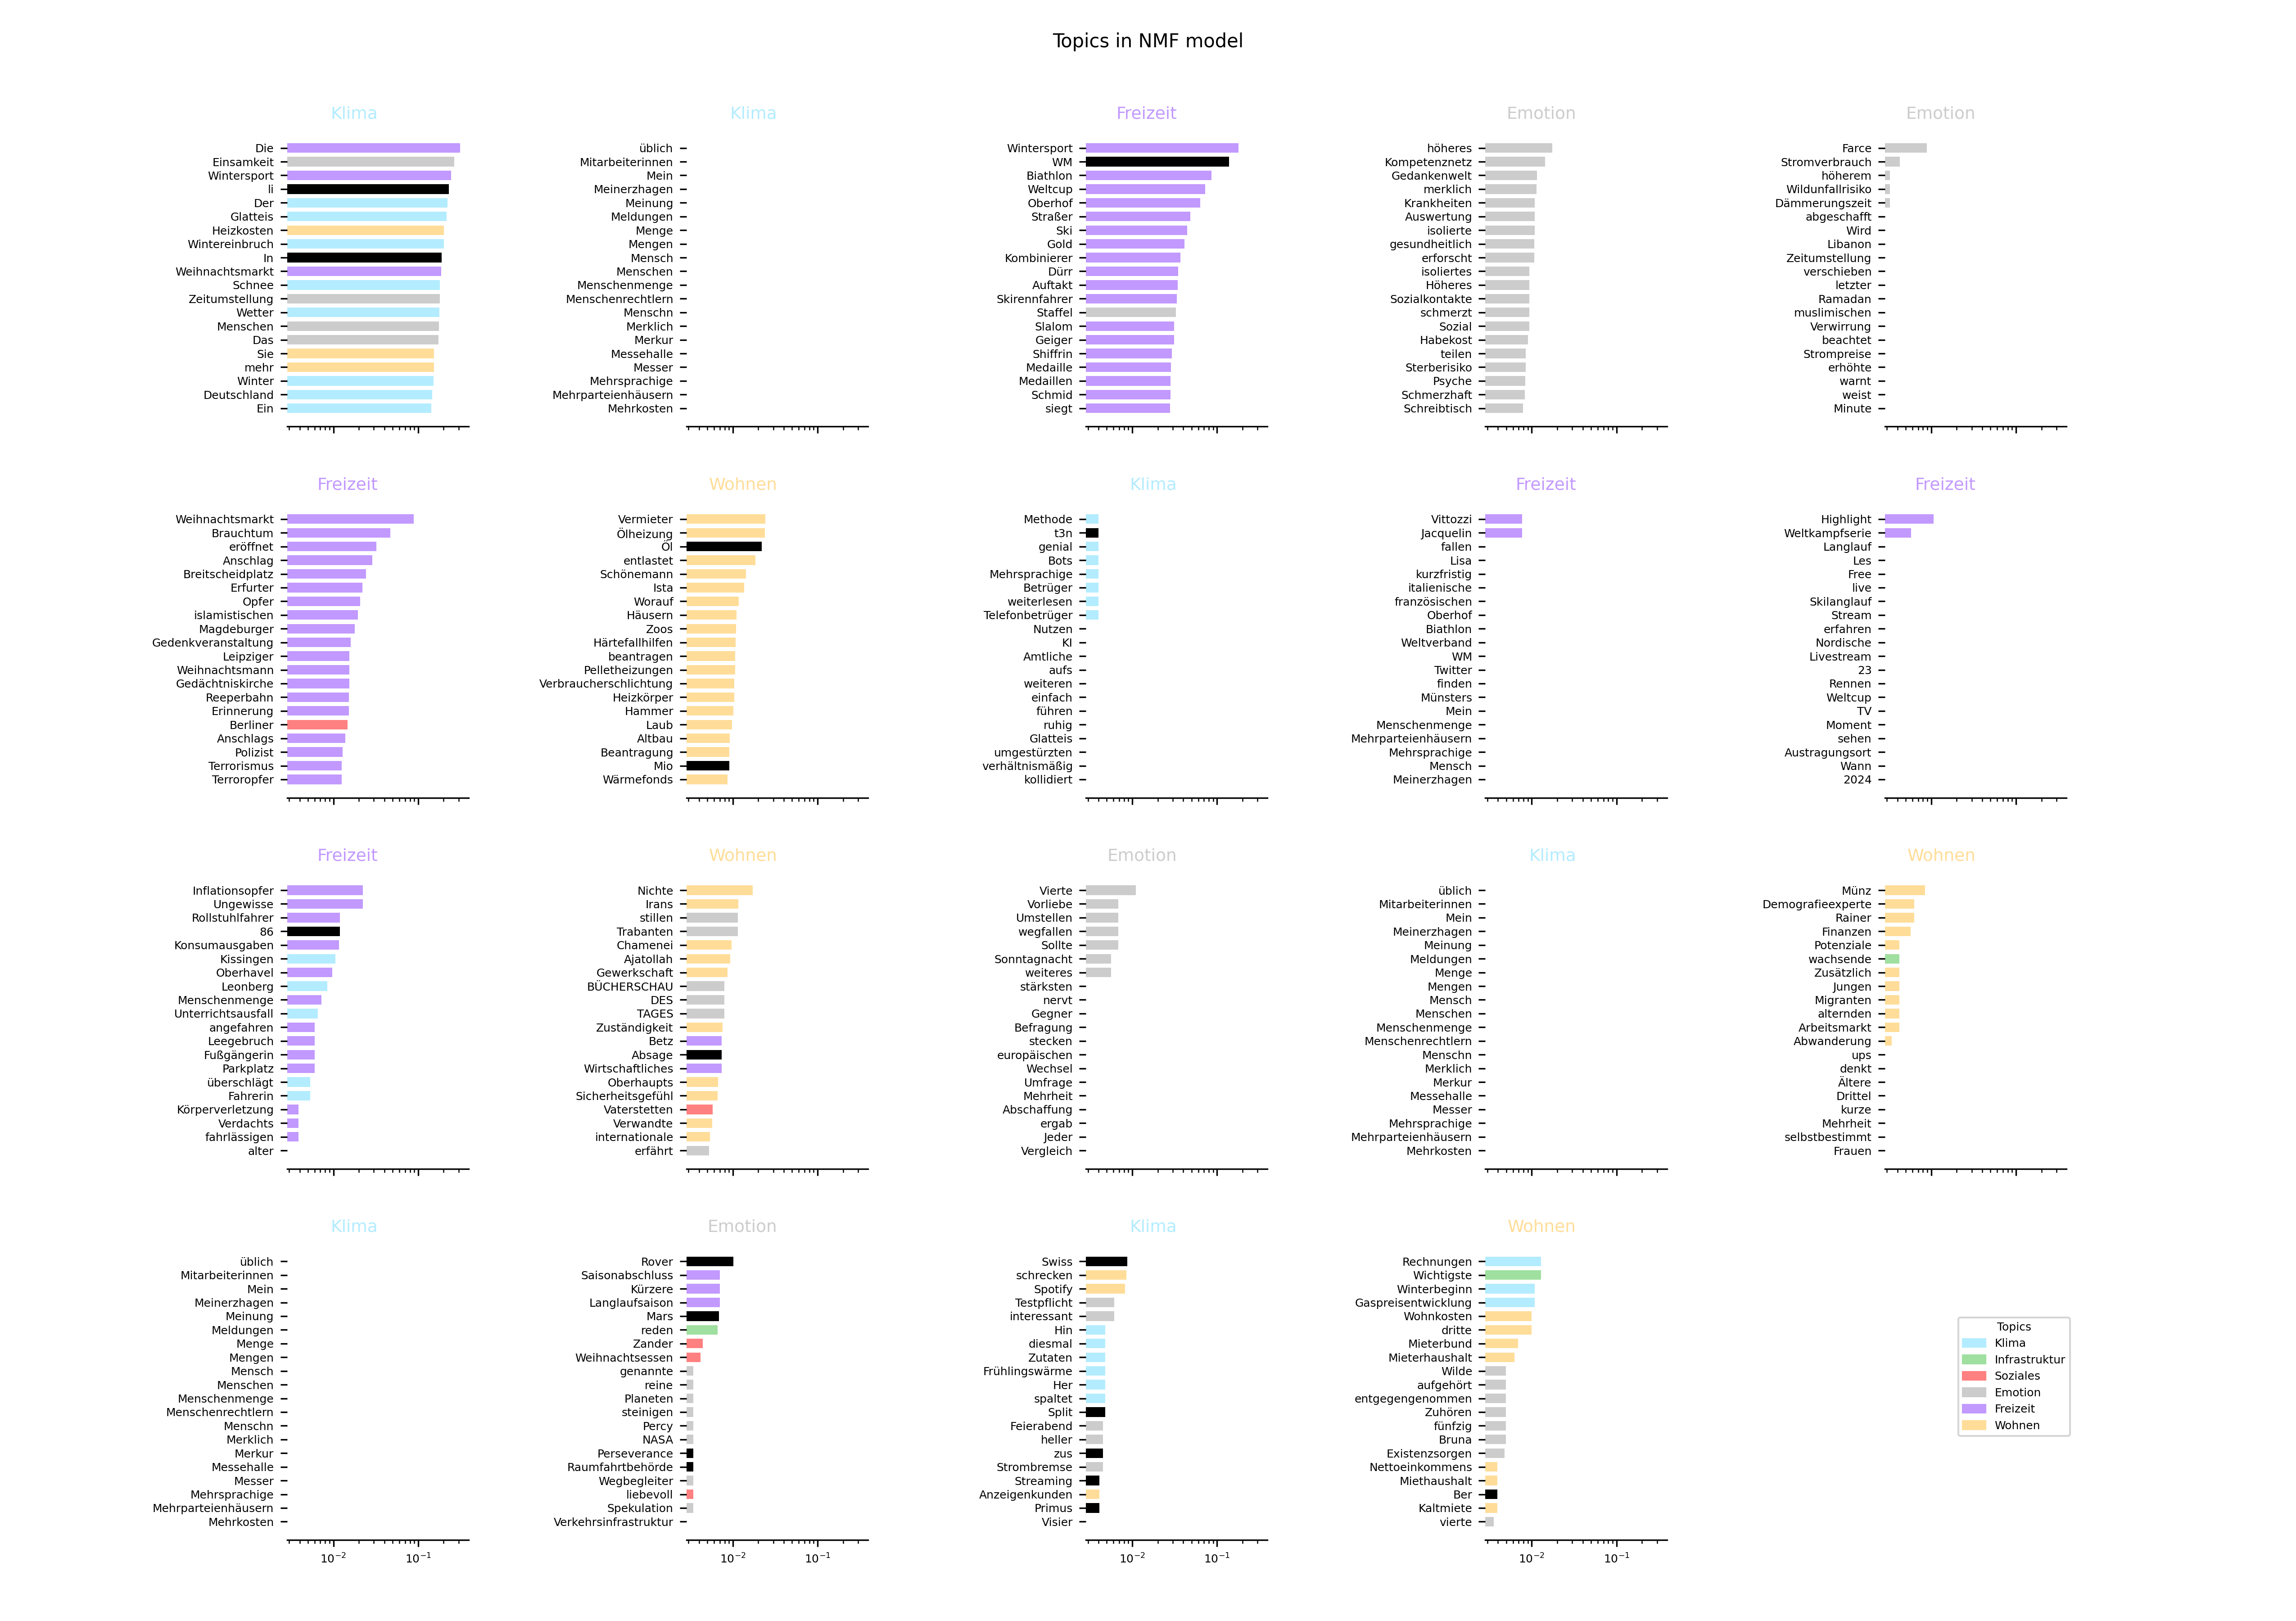 Topics in NMF model
Klima
Die
Einsamkeit
Wintersport
li
Der
Glatteis
Heizkosten
Wintereinbruch
In
Weihnachtsmarkt
Schnee
Zeitumstellung
Wetter
Menschen
Das
Sie
mehr
Winter
Deutschland
Ein
Klima
üblich
Mitarbeiterinnen
Mein
Meinerzhagen
Meinung
Meldungen
Menge
Mengen
Mensch
Menschen
Menschenmenge
Menschenrechtlern
Menschn
Merklich
Merkur
Messehalle
Messer
Mehrsprachige
Mehrparteienhäusern
Mehrkosten
Freizeit
Wintersport
WM
Biathlon
Weltcup
Oberhof
Straßer
Ski
Gold
Kombinierer
Dürr
Auftakt
Skirennfahrer
Staffel
Slalom
Geiger
Shiffrin
Medaille
Medaillen
Schmid
siegt
Emotion
höheres
Kompetenznetz
Gedankenwelt
merklich
Krankheiten
Auswertung
isolierte
gesundheitlich
erforscht
isoliertes
Höheres
Sozialkontakte
schmerzt
Sozial
Habekost
teilen
Sterberisiko
Psyche
Schmerzhaft
Schreibtisch
Emotion
Farce
Stromverbrauch
höherem
Wildunfallrisiko
Dämmerungszeit
abgeschafft
Wird
Libanon
Zeitumstellung
verschieben
letzter
Ramadan
muslimischen
Verwirrung
beachtet
Strompreise
erhöhte
warnt
weist
Minute
Freizeit
Weihnachtsmarkt
Brauchtum
eröffnet
Anschlag
Breitscheidplatz
Erfurter
Opfer
islamistischen
Magdeburger
Gedenkveranstaltung
Leipziger
Weihnachtsmann
Gedächtniskirche
Reeperbahn
Erinnerung
Berliner
Anschlags
Polizist
Terrorismus
Terroropfer
Wohnen
Vermieter
Ölheizung
Öl
entlastet
Schönemann
Ista
Worauf
Häusern
Zoos
Härtefallhilfen
beantragen
Pelletheizungen
Verbraucherschlichtung
Heizkörper
Hammer
Laub
Altbau
Beantragung
Mio
Wärmefonds
Klima
Methode
t3n
genial
Bots
Mehrsprachige
Betrüger
weiterlesen
Telefonbetrüger
Nutzen
KI
Amtliche
aufs
weiteren
einfach
führen
ruhig
Glatteis
umgestürzten
verhältnismäßig
kollidiert
Freizeit
Vittozzi
Jacquelin
fallen
Lisa
kurzfristig
italienische
französischen
Oberhof
Biathlon
Weltverband
WM
Twitter
finden
Münsters
Mein
Menschenmenge
Mehrparteienhäusern
Mehrsprachige
Mensch
Meinerzhagen
Freizeit
Highlight
Weltkampfserie
Langlauf
Les
Free
live
Skilanglauf
Stream
erfahren
Nordische
Livestream
23
Rennen
Weltcup
TV
Moment
sehen
Austragungsort
Wann
2024
Freizeit
Inflationsopfer
Ungewisse
Rollstuhlfahrer
86
Konsumausgaben
Kissingen
Oberhavel
Leonberg
Menschenmenge
Unterrichtsausfall
angefahren
Leegebruch
Fußgängerin
Parkplatz
überschlägt
Fahrerin
Körperverletzung
Verdachts
fahrlässigen
alter
Wohnen
Nichte
Irans
stillen
Trabanten
Chamenei
Ajatollah
Gewerkschaft
BÜCHERSCHAU
DES
TAGES
Zuständigkeit
Betz
Absage
Wirtschaftliches
Oberhaupts
Sicherheitsgefühl
Vaterstetten
Verwandte
internationale
erfährt
Emotion
Vierte
Vorliebe
Umstellen
wegfallen
Sollte
Sonntagnacht
weiteres
stärksten
nervt
Gegner
Befragung
stecken
europäischen
Wechsel
Umfrage
Mehrheit
Abschaffung
ergab
Jeder
Vergleich
Klima
üblich
Mitarbeiterinnen
Mein
Meinerzhagen
Meinung
Meldungen
Menge
Mengen
Mensch
Menschen
Menschenmenge
Menschenrechtlern
Menschn
Merklich
Merkur
Messehalle
Messer
Mehrsprachige
Mehrparteienhäusern
Mehrkosten
Wohnen
Münz
Demografieexperte
Rainer
Finanzen
Potenziale
wachsende
Zusätzlich
Jungen
Migranten
alternden
Arbeitsmarkt
Abwanderung
ups
denkt
Ältere
Drittel
kurze
Mehrheit
selbstbestimmt
Frauen
Klima
üblich
Mitarbeiterinnen
Mein
Meinerzhagen
Meinung
Meldungen
Menge
Mengen
Mensch
Menschen
Menschenmenge
Menschenrechtlern
Menschn
Merklich
Merkur
Messehalle
Messer
Mehrsprachige
Mehrparteienhäusern
Mehrkosten
10⁻²
10⁻¹
Emotion
Rover
Saisonabschluss
Kürzere
Langlaufsaison
Mars
reden
Zander
Weihnachtsessen
genannte
reine
Planeten
steinigen
Percy
NASA
Perseverance
Raumfahrtbehörde
Wegbegleiter
liebevoll
Spekulation
Verkehrsinfrastruktur
10⁻²
10⁻¹
Klima
Swiss
schrecken
Spotify
Testpflicht
interessant
Hin
diesmal
Zutaten
Frühlingswärme
Her
spaltet
Split
Feierabend
heller
zus
Strombremse
Streaming
Anzeigenkunden
Primus
Visier
10⁻²
10⁻¹
Wohnen
Rechnungen
Wichtigste
Winterbeginn
Gaspreisentwicklung
Wohnkosten
dritte
Mieterbund
Mieterhaushalt
Wilde
aufgehört
entgegengenommen
Zuhören
fünfzig
Bruna
Existenzsorgen
Nettoeinkommens
Miethaushalt
Ber
Kaltmiete
vierte
10⁻²
10⁻¹
Topics
Klima
Infrastruktur
Soziales
Emotion
Freizeit
Wohnen